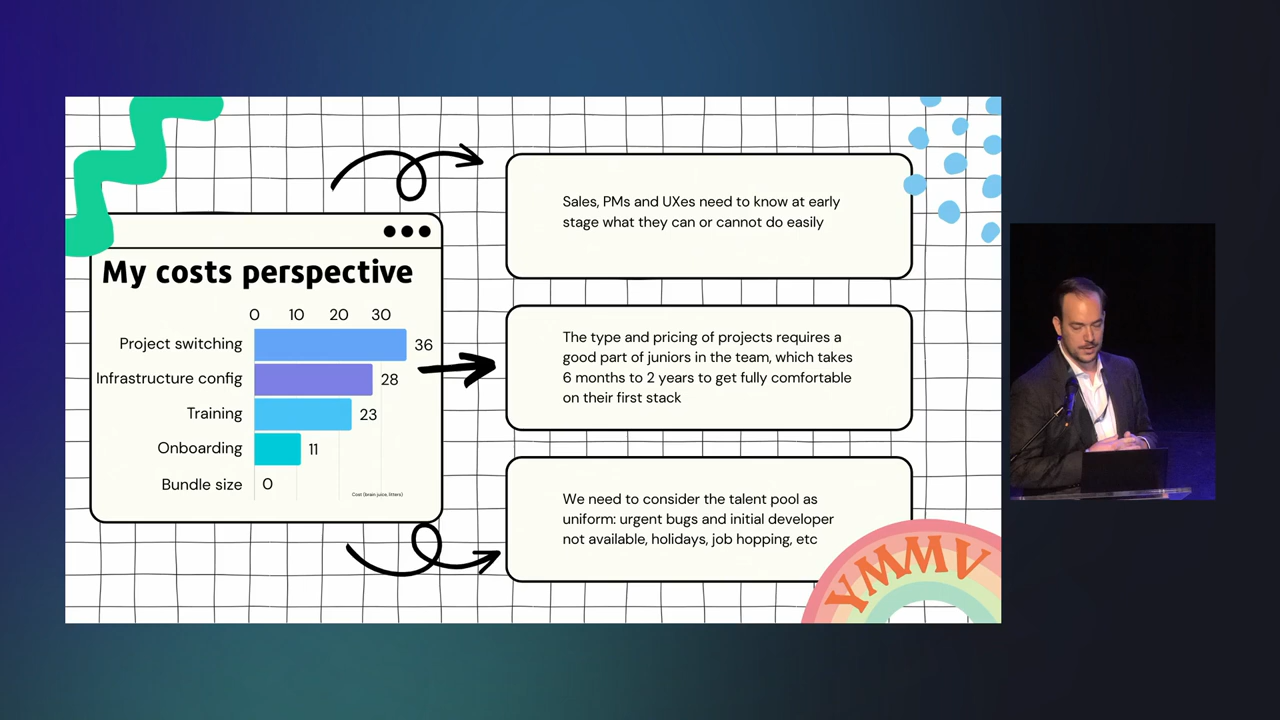 My costs perspective
0 10 20 30
Project switching 36
Infrastructure config 28
Training 23
Onboarding 11
Bundle size 0
Cost (brain juice, litters)
Sales, PMs and UXes need to know at early
stage what they can or cannot do easily
The type and pricing of projects requires a
good part of juniors in the team, which takes
6 months to 2 years to get fully comfortable
on their first stack
We need to consider the talent pool as
uniform: urgent bugs and initial developer
not available, holidays, job hopping, etc
YMMV